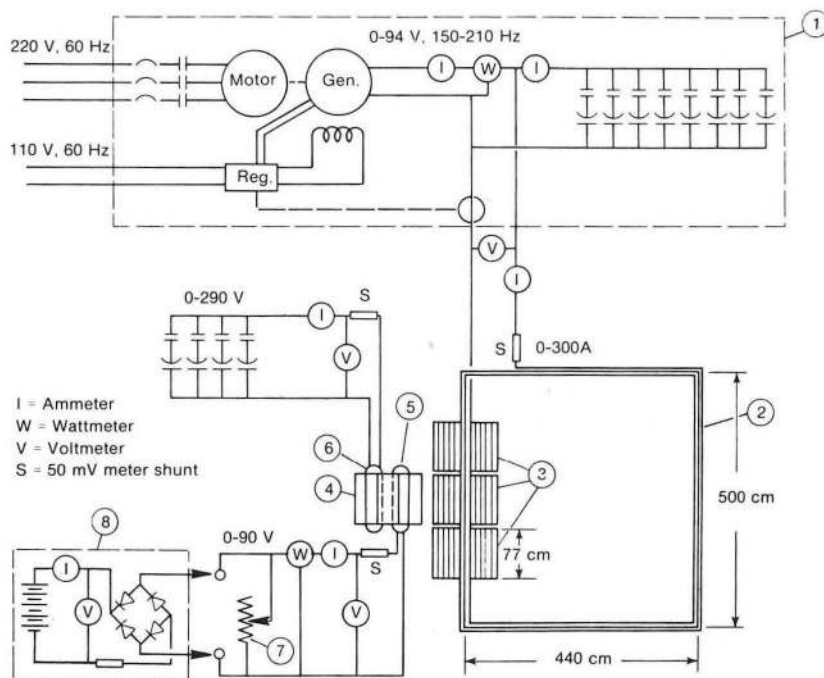 1
0-94 V, 150-210 Hz
220 V, 60 Hz
Motor
Gen.
I
W
I
110 V, 60 Hz
Reg.
V
I
0-290 V
S
I
S
0-300A
V
I = Ammeter
W = Wattmeter
V = Voltmeter
S = 50 mV meter shunt
5
2
6
3
4
500 cm
8
0-90 V
77 cm
I
W
I
S
V
V
7
440 cm